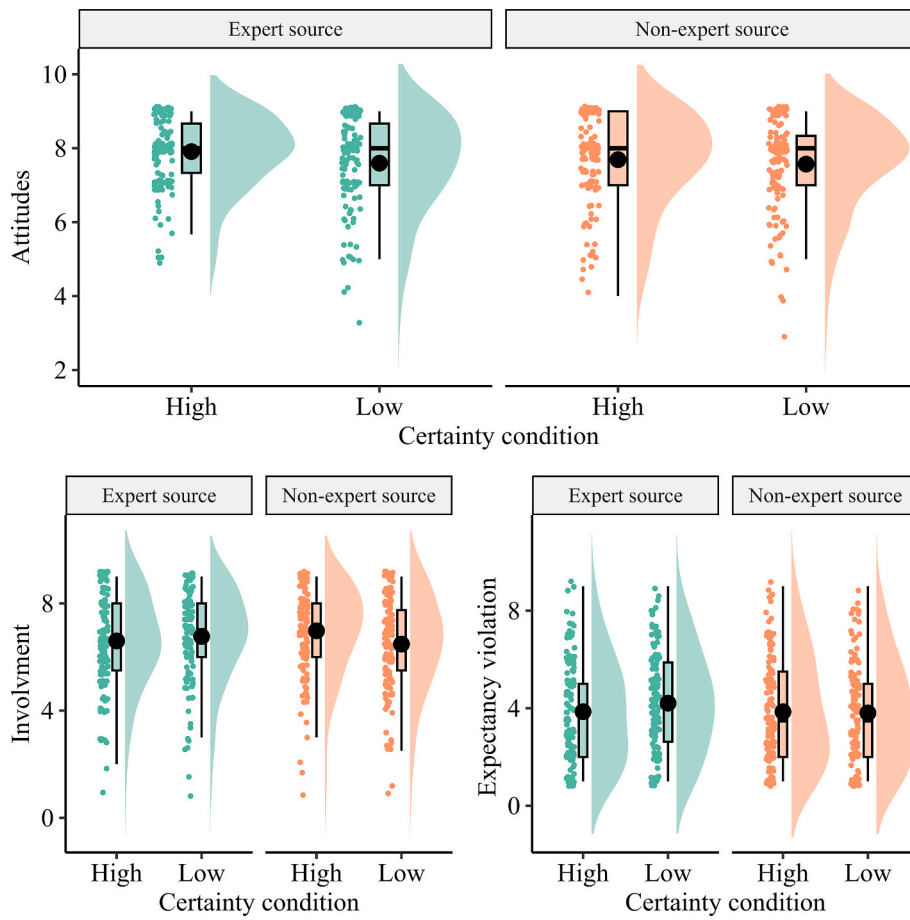 Expert source
Non-expert source
Attitudes
10
8
6
4
2
High
Low
High
Low
Certainty condition
Expert source
Non-expert source
Involvment
8
4
0
High
Low
High
Low
Certainty condition
Expert source
Non-expert source
Expectancy violation
8
4
0
High
Low
High
Low
Certainty condition